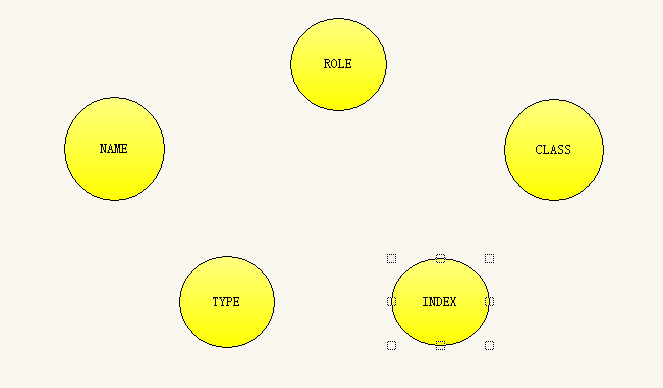 ROLE
NAME
CLASS
TYPE
INDEX